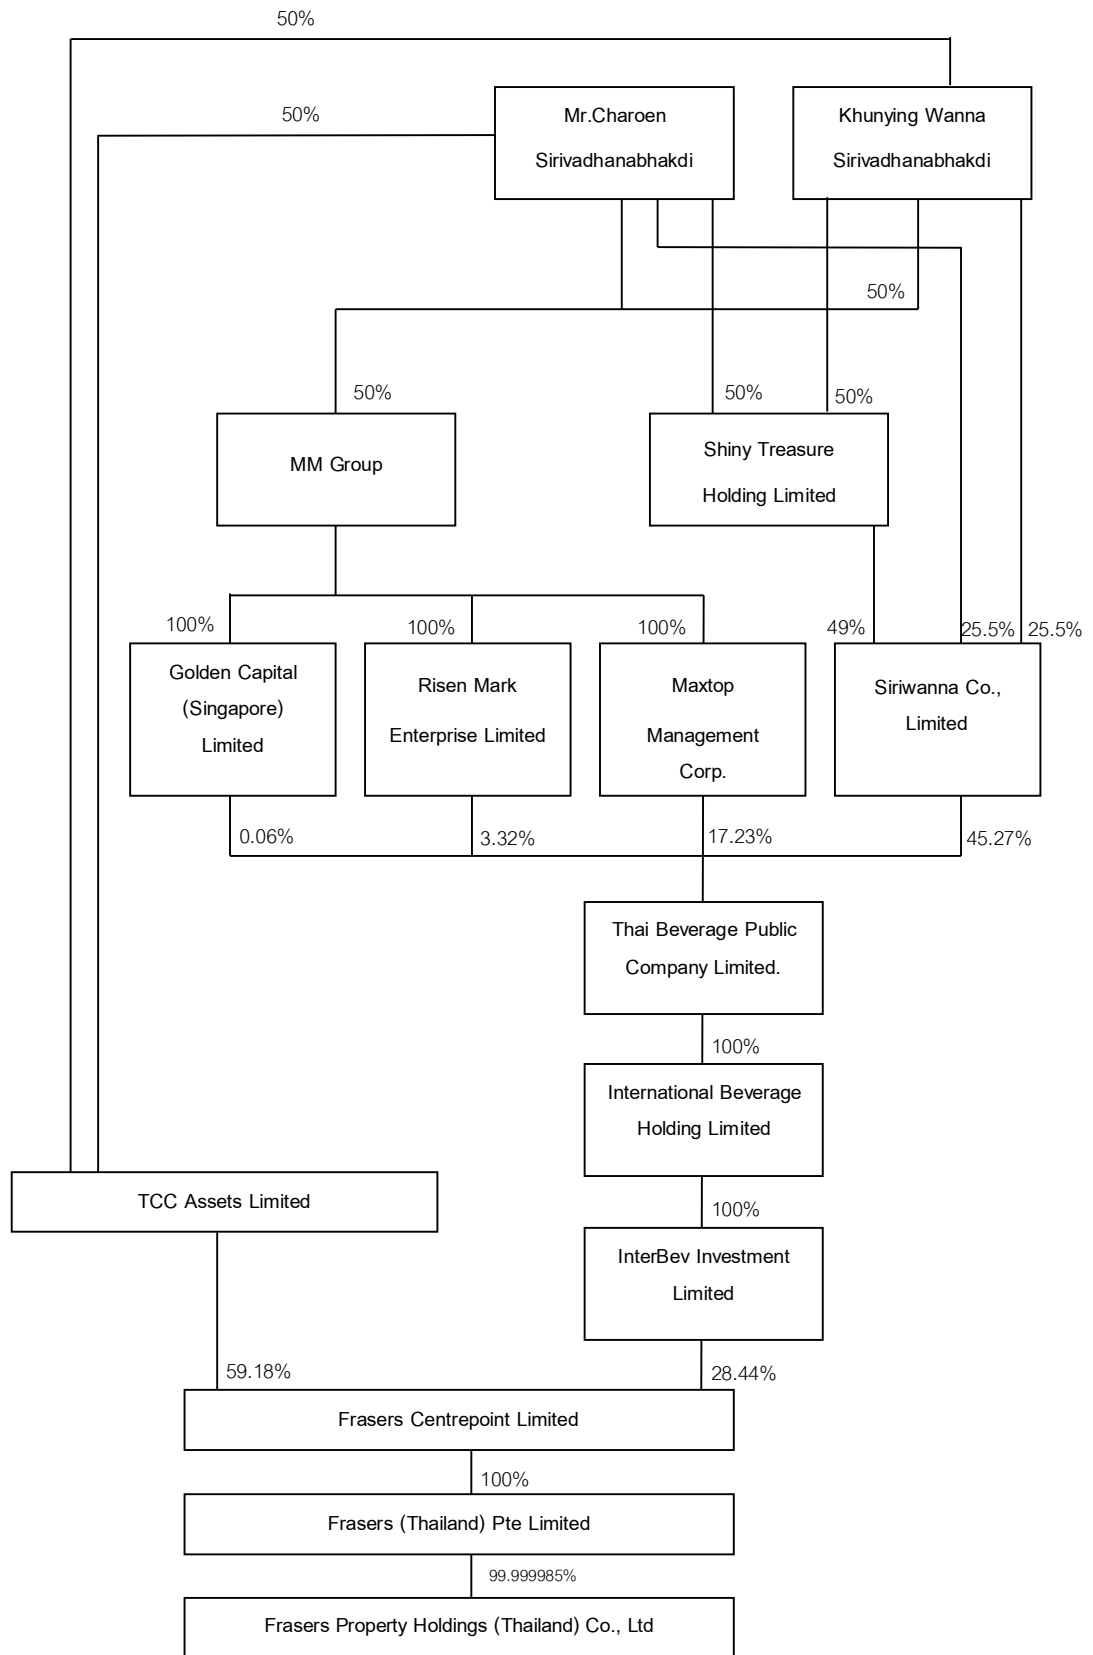 50%
50%
Mr.Charoen
Sirivadhanabhakdi
Khunying Wanna
Sirivadhanabhakdi
50%
50%
50%
50%
MM Group
Shiny Treasure
Holding Limited
100%
100%
100%
49%
25.5%
25.5%
Golden Capital
(Singapore)
Limited
Risen Mark
Enterprise Limited
Maxtop
Management
Corp.
Siriwanna Co.,
Limited
0.06%
3.32%
17.23%
45.27%
Thai Beverage Public
Company Limited.
100%
International Beverage
Holding Limited
TCC Assets Limited
100%
InterBev Investment
Limited
59.18%
28.44%
Frasers Centrepoint Limited
100%
Frasers (Thailand) Pte Limited
99.999985%
Frasers Property Holdings (Thailand) Co., Ltd